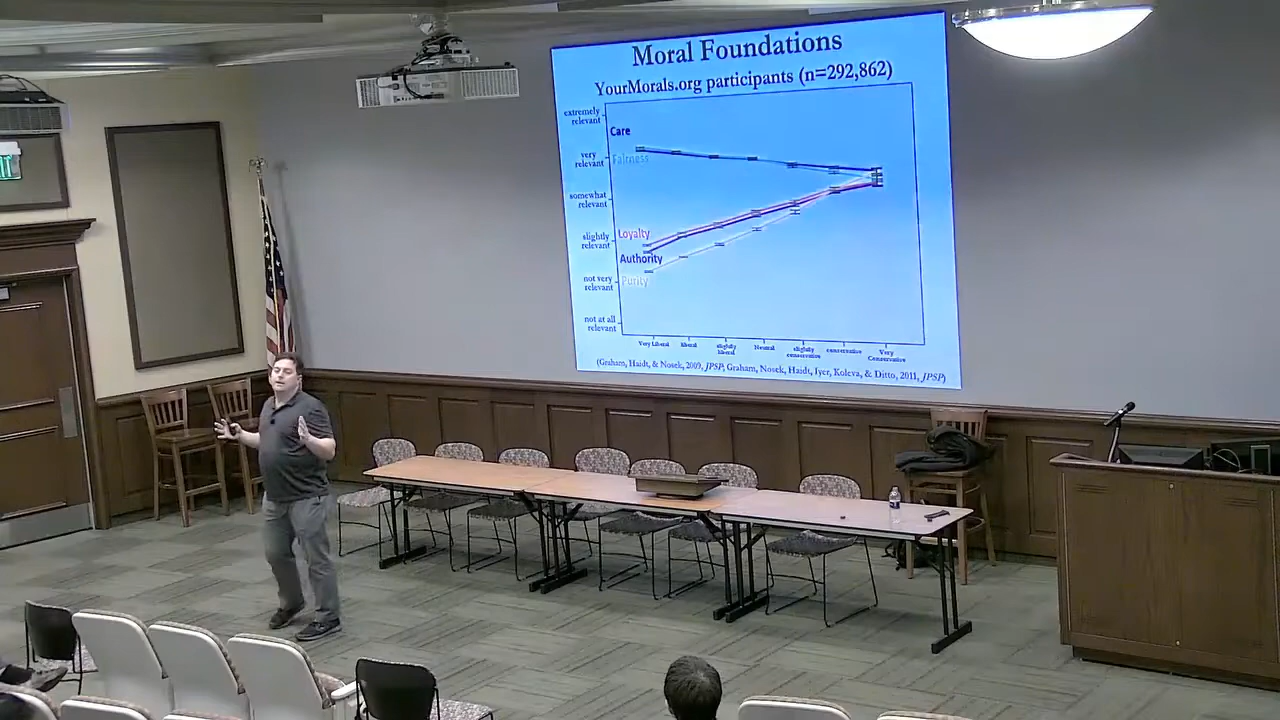 Moral Foundations
YourMorals.org participants (n=292,862)
extremely relevant
very relevant
somewhat relevant
slightly relevant
not very relevant
not at all relevant
Care
Fairness
Loyalty
Authority
Purity
Very Liberal
liberal
slightly liberal
Neutral
slightly conservative
conservative
Very Conservative
(Graham, Haidt, & Nosek, 2009, JPSP; Graham, Nosek, Haidt, Iyer, Koleva, & Ditto, 2011, JPSP)